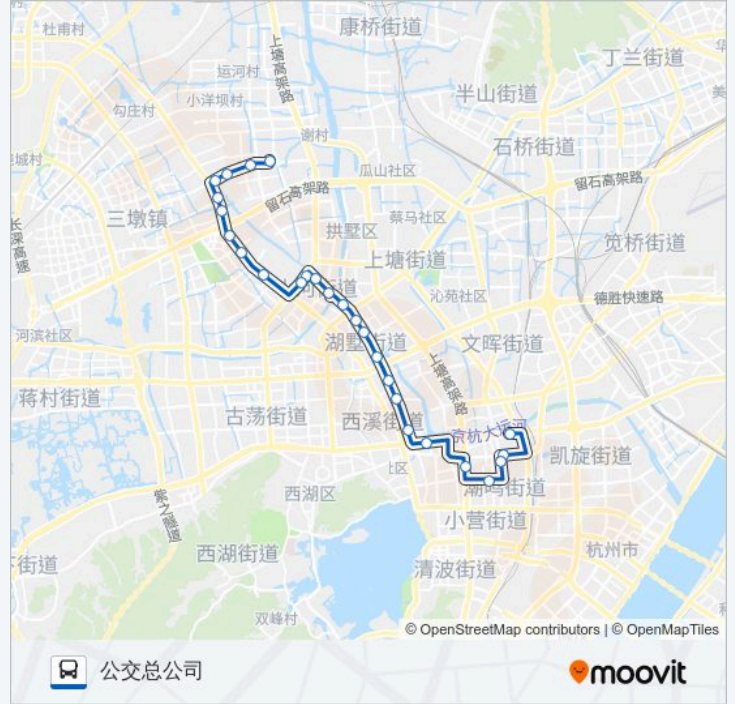 康桥街道
杜甫村
上塘高架路
丁兰街道
运河村
半山街道
小洋坝村
勾庄村
谢村
石桥街道
瓜山社区
留石高架路
留石高架路
三墩镇
蔡马社区
拱墅区
笕桥街道
长深高速
上塘街道
沁苑社区
德胜快速路
河滨社区
湖墅街道
文晖街道
上塘高架路
蒋村街道
古荡街道
西溪街道
京杭大运河
凯旋街道
西湖区
潮鸣街道
紫之隧道
小营街道
西湖街道
杭州市
清波街道
双峰村
© OpenStreetMap contributors | © OpenMapTiles
公交总公司
moovit